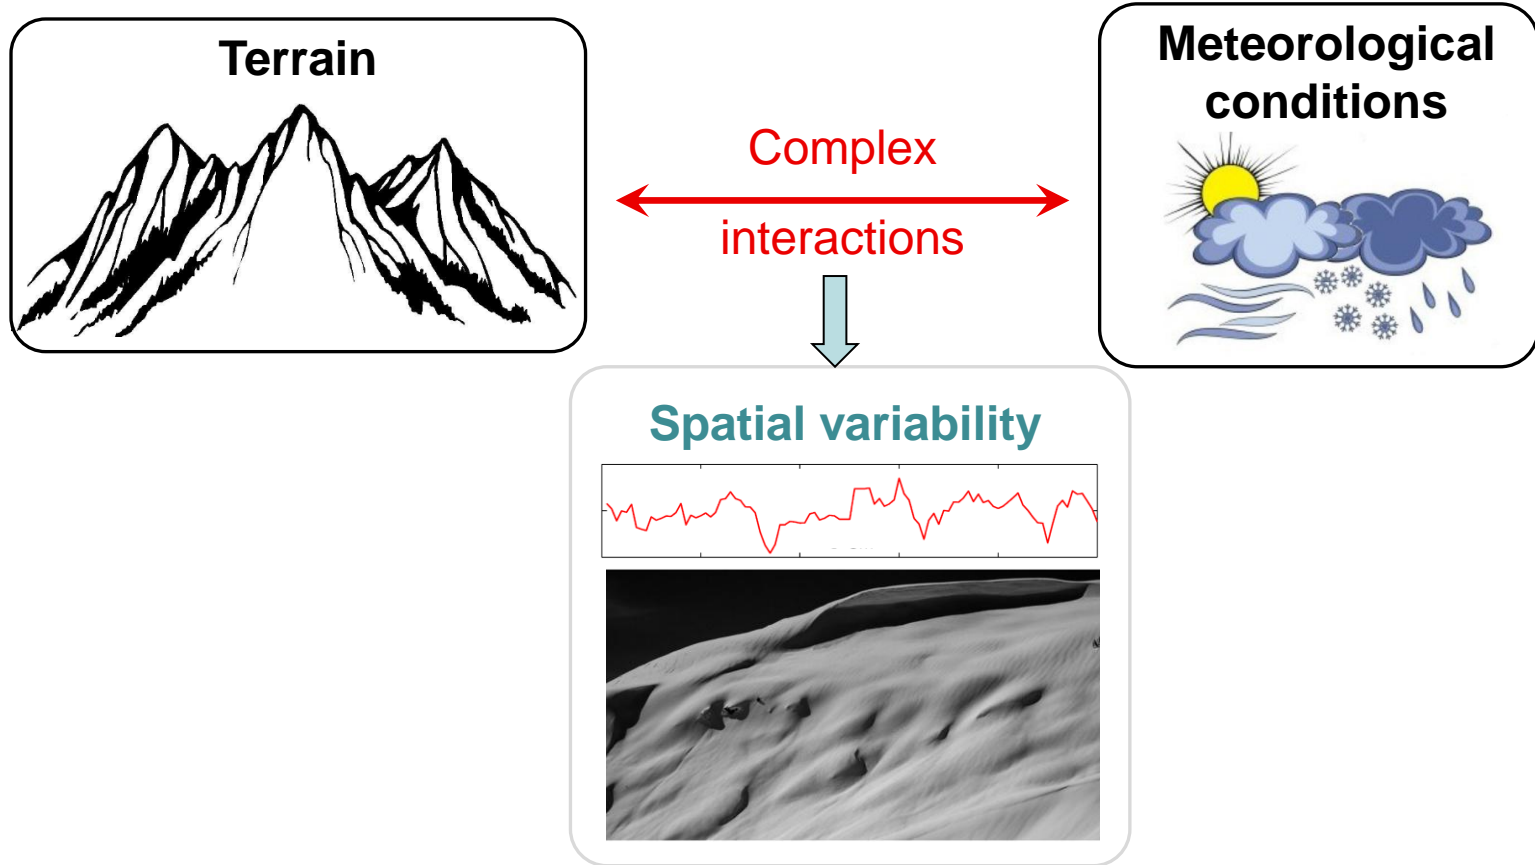 Terrain
Meteorological
conditions
Complex
interactions
Spatial variability